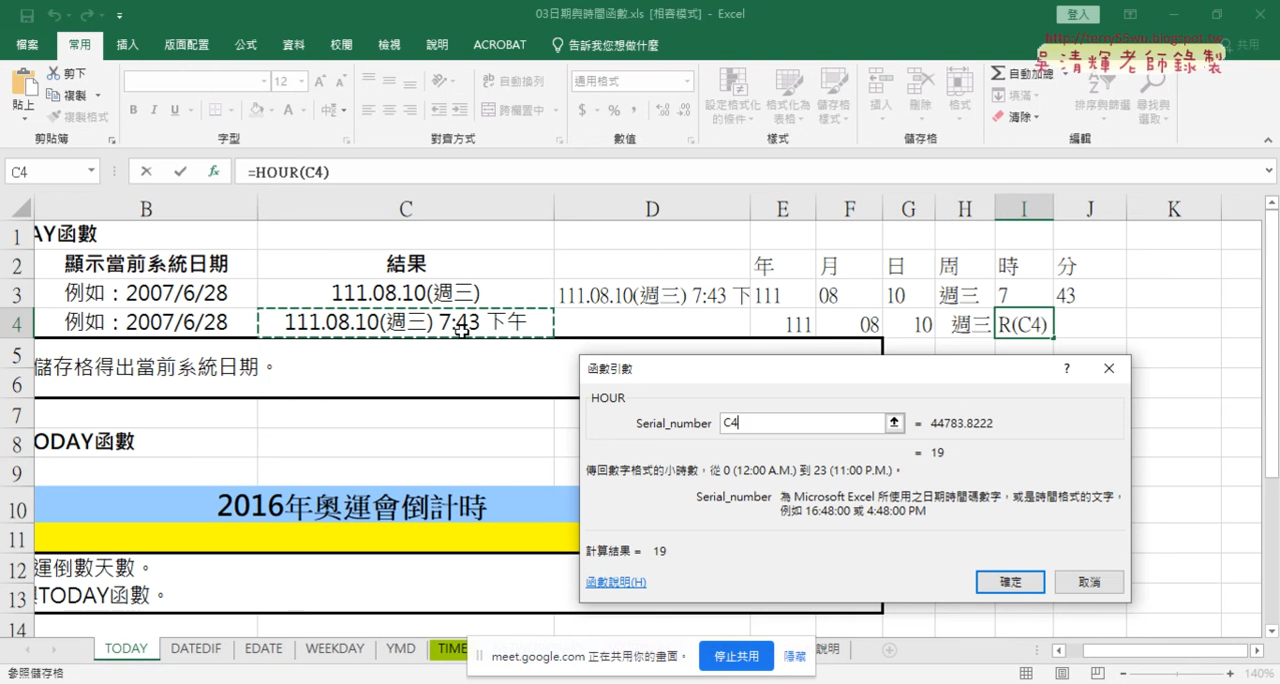 03日期與時間函數.xls [相容模式] - Excel
登入
http://terry55wu.blogspot.tw
吳清輝老師錄製
檔案 常用 插入 版面配置 公式 資料 校閱 檢視 說明 ACROBAT 告訴我您想做什麼 共用
貼上 剪下 複製 複製格式 剪貼簿
12 B I U A 字型
自動換列 跨欄置中 對齊方式
通用格式 $ % , 數值
設定格式化的條件 格式化為表格 儲存格樣式 樣式
插入 刪除 格式 儲存格
自動加總 填滿 清除 排序與篩選 尋找與選取 編輯
C4 fx =HOUR(C4)
B C D E F G H I J K
1 AY函數
2 顯示當前系統日期 結果 年 月 日 周 時 分
3 例如：2007/6/28 111.08.10(週三) 111.08.10(週三) 7:43 下 111 08 10 週三 7 43
4 例如：2007/6/28 111.08.10(週三) 7:43 下午 111 08 10 週三 R(C4)
5 儲存格得出當前系統日期。
6
7
8 ODAY函數
9
10 2016年奧運會倒計時
11
12 運倒數天數。
13 TODAY函數。
14
函數引數 ?
HOUR
Serial_number C4 = 44783.8222
= 19
傳回數字格式的小時數，從 0 (12:00 A.M.) 到 23 (11:00 P.M.)。
Serial_number 為 Microsoft Excel 所使用之日期時間碼數字，或是時間格式的文字，
例如 16:48:00 或 4:48:00 PM
計算結果 = 19
函數說明(H) 確定 取消
TODAY DATEDIF EDATE WEEKDAY YMD TIME 說明
meet.google.com 正在共用你的畫面。 停止共用 隱藏
參照儲存格 140%